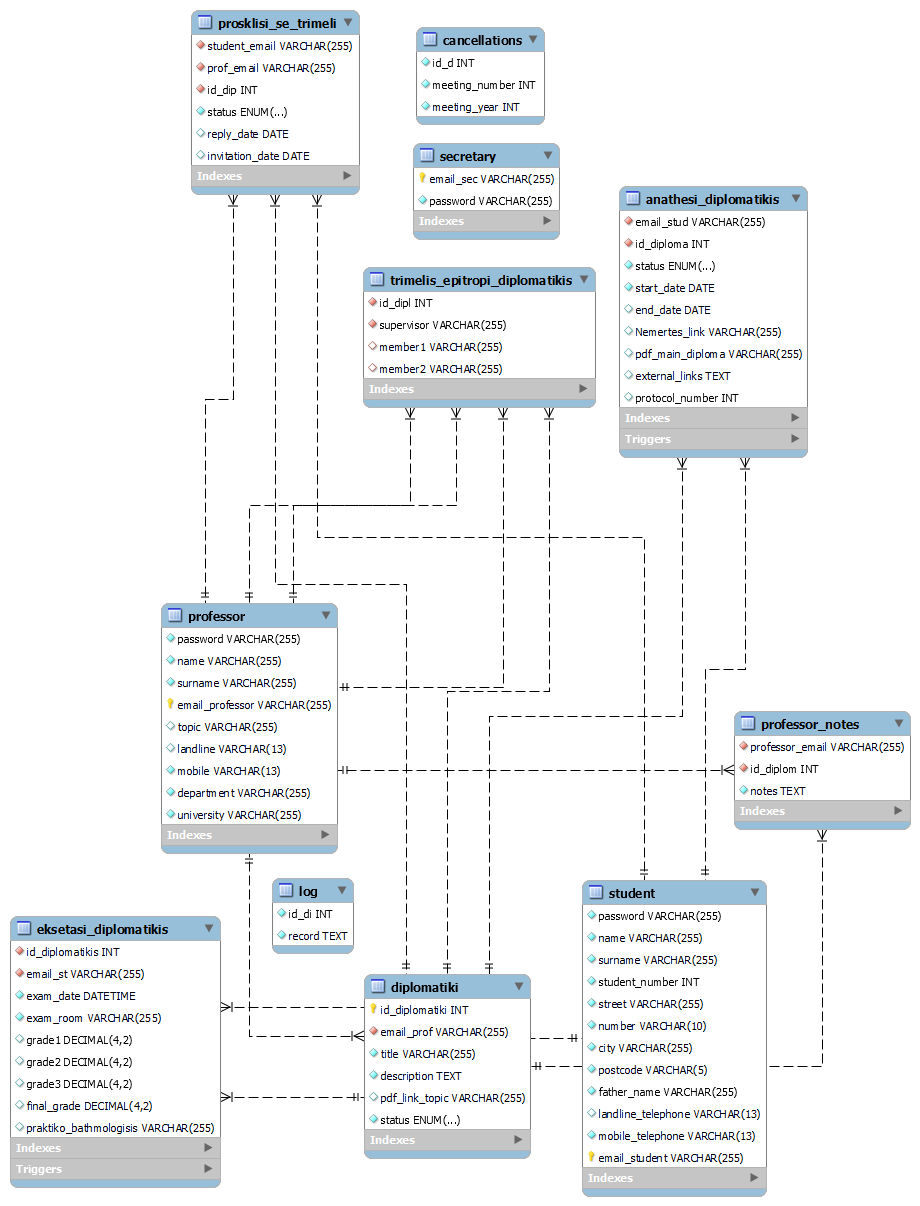 prosklisi_se_trimeli
student_email VARCHAR(255)
prof_email VARCHAR(255)
id_dip INT
status ENUM(...)
reply_date DATE
invitation_date DATE
Indexes
cancellations
id_d INT
meeting_number INT
meeting_year INT
secretary
email_sec VARCHAR(255)
password VARCHAR(255)
Indexes
anathesi_diplomatikis
email_stud VARCHAR(255)
id_diploma INT
status ENUM(...)
start_date DATE
end_date DATE
Nemertes_link VARCHAR(255)
pdf_main_diploma VARCHAR(255)
external_links TEXT
protocol_number INT
Indexes
Triggers
trimelis_epitropi_diplomatikis
id_dipl INT
supervisor VARCHAR(255)
member1 VARCHAR(255)
member2 VARCHAR(255)
Indexes
professor
password VARCHAR(255)
name VARCHAR(255)
surname VARCHAR(255)
email_professor VARCHAR(255)
topic VARCHAR(255)
landline VARCHAR(13)
mobile VARCHAR(13)
department VARCHAR(255)
university VARCHAR(255)
Indexes
professor_notes
professor_email VARCHAR(255)
id_diplom INT
notes TEXT
Indexes
log
id_di INT
record TEXT
student
password VARCHAR(255)
name VARCHAR(255)
surname VARCHAR(255)
student_number INT
street VARCHAR(255)
number VARCHAR(10)
city VARCHAR(255)
postcode VARCHAR(5)
father_name VARCHAR(255)
landline_telephone VARCHAR(13)
mobile_telephone VARCHAR(13)
email_student VARCHAR(255)
Indexes
eksetasi_diplomatikis
id_diplomatikis INT
email_st VARCHAR(255)
exam_date DATETIME
exam_room VARCHAR(255)
grade1 DECIMAL(4,2)
grade2 DECIMAL(4,2)
grade3 DECIMAL(4,2)
final_grade DECIMAL(4,2)
praktiko_bathmologisis VARCHAR(255)
Indexes
Triggers
diplomatiki
id_diplomatiki INT
email_prof VARCHAR(255)
title VARCHAR(255)
description TEXT
pdf_link_topic VARCHAR(255)
status ENUM(...)
Indexes